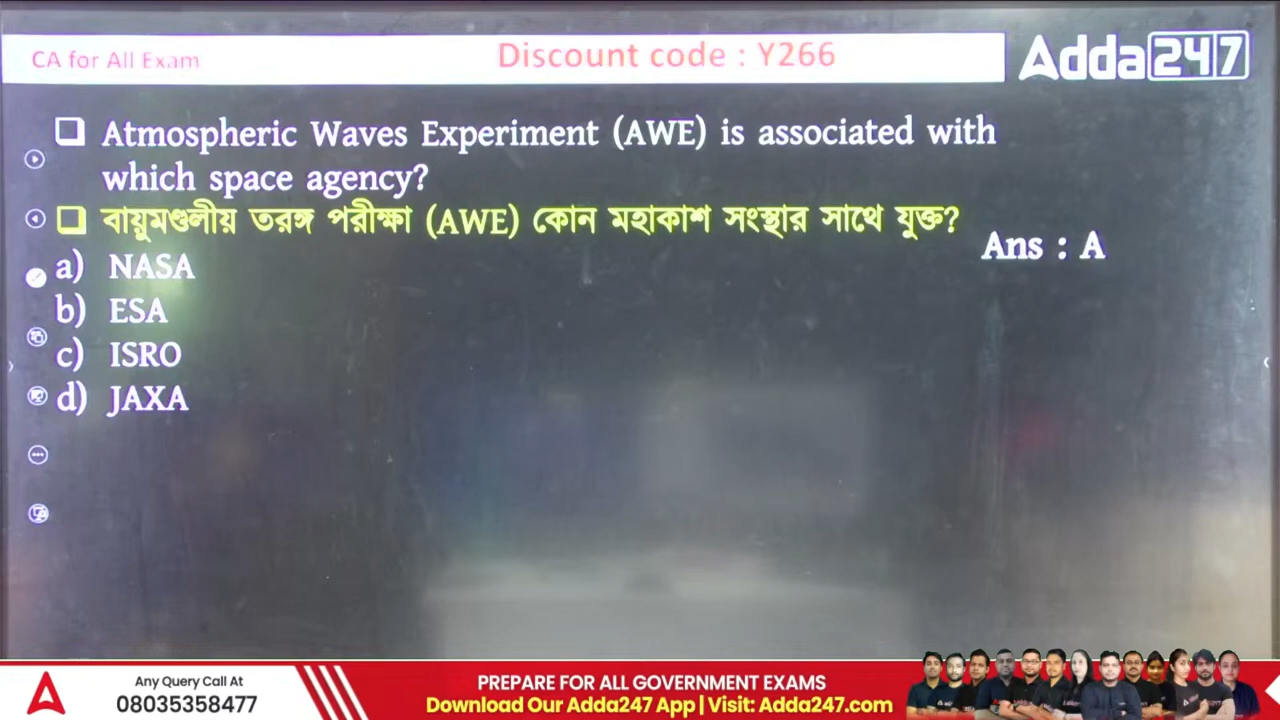 CA for All Exam
Discount code : Y266
Adda247
❑ Atmospheric Waves Experiment (AWE) is associated with
which space agency?
❑ বায়ুমণ্ডলীয় তরঙ্গ পরীক্ষা (AWE) কোন মহাকাশ সংস্থার সাথে যুক্ত?
Ans : A
a) NASA
b) ESA
c) ISRO
d) JAXA
Any Query Call At
08035358477
PREPARE FOR ALL GOVERNMENT EXAMS
Download Our Adda247 App | Visit: Adda247.com